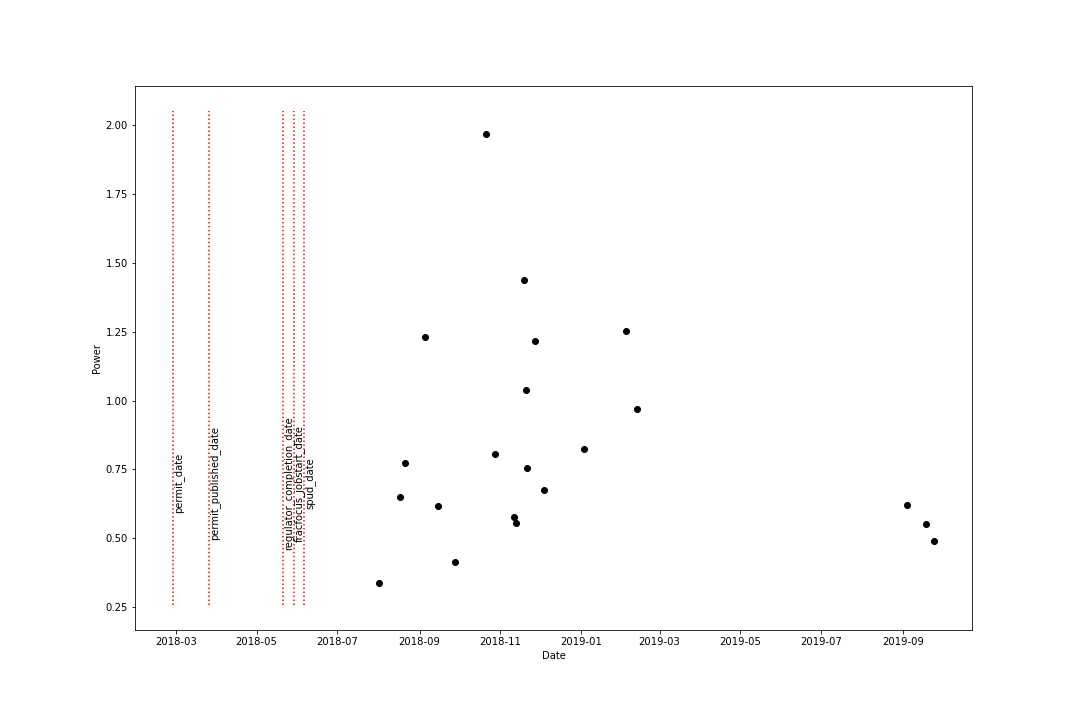 2.00
1.75
1.50
1.25
1.00
0.75
0.50
0.25
Power
permit_date
permit_published_date
regulator_completion_date
fracfocus_jobstart_date
spud_date
2018-03
2018-05
2018-07
2018-09
2018-11
2019-01
2019-03
2019-05
2019-07
2019-09
Date